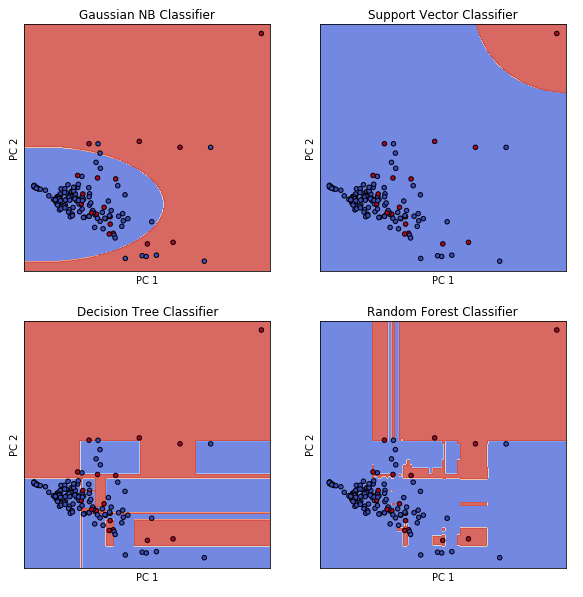 Gaussian NB Classifier
Support Vector Classifier
PC 2
PC 2
PC 1
PC 1
Decision Tree Classifier
Random Forest Classifier
PC 2
PC 2
PC 1
PC 1